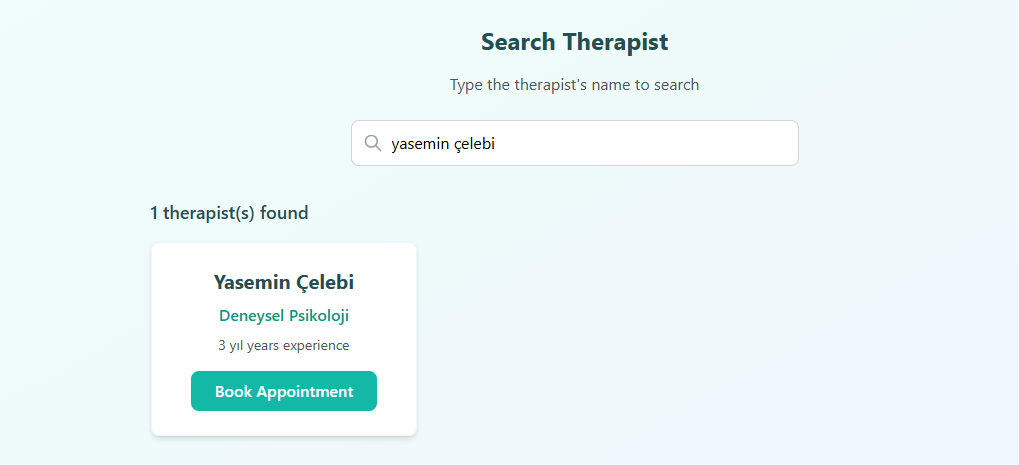 Search Therapist
Type the therapist's name to search
yasemin çelebi
1 therapist(s) found
Yasemin Çelebi
Deneysel Psikoloji
3 yıl years experience
Book Appointment